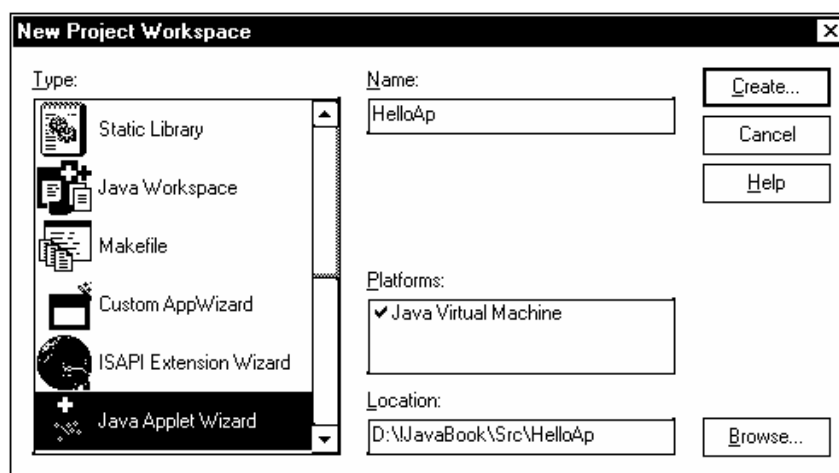 New Project Workspace
Type:
Static Library
Java Workspace
Makefile
Custom AppWizard
ISAPI Extension Wizard
Java Applet Wizard
Name:
HelloAp
Platforms:
Java Virtual Machine
Location:
D:\!JavaBook\Src\HelloAp
Create...
Cancel
Help
Browse...